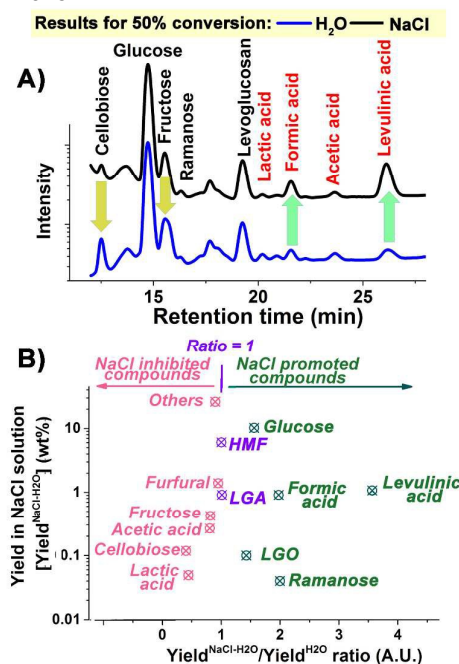 Results for 50% conversion: H₂O NaCl
A)
Cellobiose
Glucose
Fructose
Ramanose
Levoglucosan
Lactic acid
Formic acid
Acetic acid
Levulinic acid
Intensity
15 20 25
Retention time (min)
B)
Ratio = 1
NaCl inhibited
compounds
NaCl promoted
compounds
Others
Glucose
HMF
Furfural
LGA
Formic
acid
Levulinic
acid
Fructose
Acetic acid
Cellobiose
LGO
Lactic
acid
Ramanose
Yield in NaCl solution
[Yield^NaCl-H2O] (wt%)
10
1
0.1
0.01
0 1 2 3 4
Yield^NaCl-H2O/Yield^H2O ratio (A.U.)